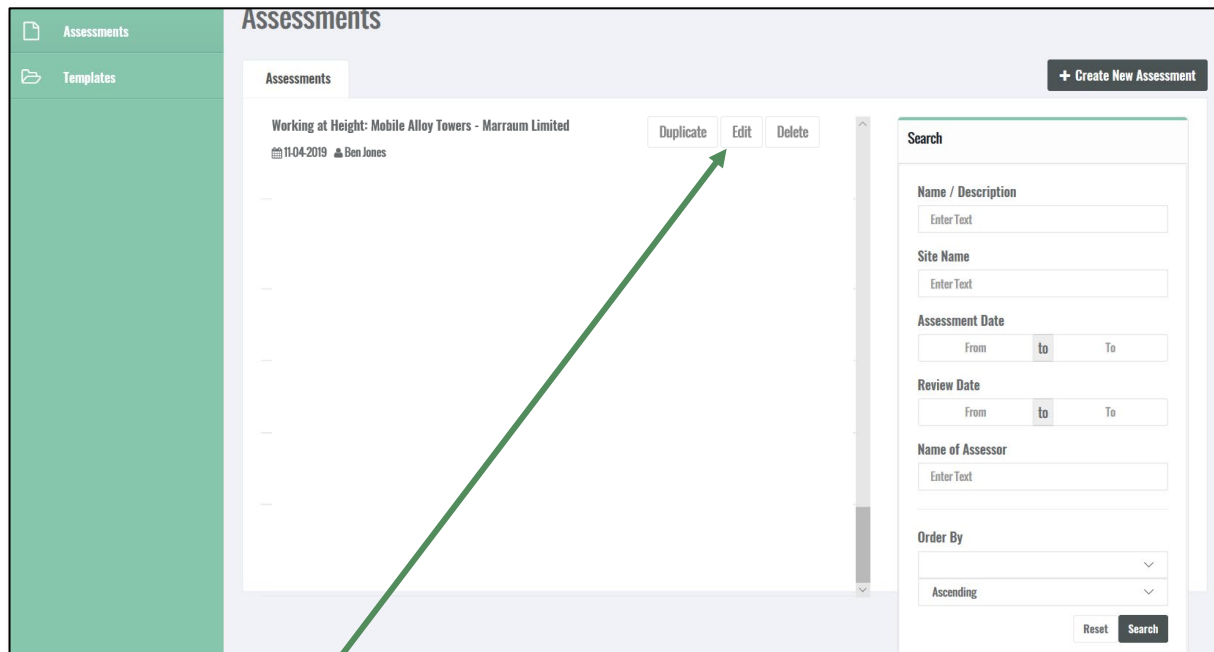 Assessments
Templates
Assessments
Assessments
+ Create New Assessment
Working at Height: Mobile Alloy Towers - Marraum Limited
11-04-2019 Ben Jones
Duplicate Edit Delete
Search
Name / Description
Enter Text
Site Name
Enter Text
Assessment Date
From to To
Review Date
From to To
Name of Assessor
Enter Text
Order By
Ascending
Reset Search